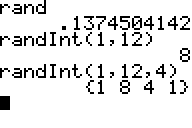 rand
.1374504142
randInt(1,12)
8
randInt(1,12,4)
{1 8 4 1}